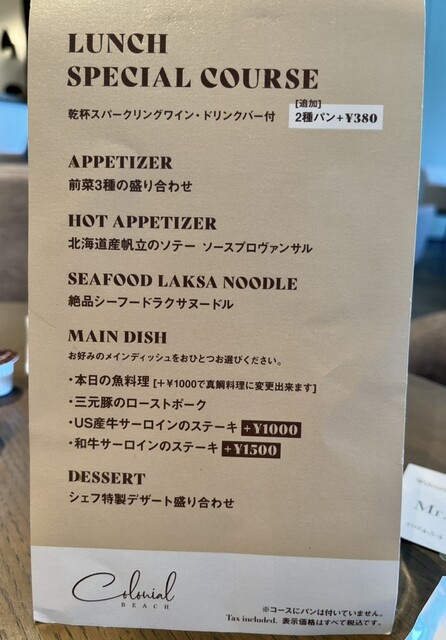 LUNCH
SPECIAL COURSE
[追加]
乾杯スパークリングワイン・ドリンクバー付 2種パン+¥380
APPETIZER
前菜3種の盛り合わせ
HOT APPETIZER
北海道産帆立のソテー ソースプロヴァンサル
SEAFOOD LAKSA NOODLE
絶品シーフードラクサヌードル
MAIN DISH
お好みのメインディッシュをおひとつお選びください。
・本日の魚料理 [+¥1000で真鯛料理に変更出来ます]
・三元豚のローストポーク
・US産牛サーロインのステーキ +¥1000
・和牛サーロインのステーキ +¥1500
DESSERT
シェフ特製デザート盛り合わせ
Colonial
BEACH
※コースにパンは付いていません。
Tax included. 表示価格はすべて税込です。
Mr.